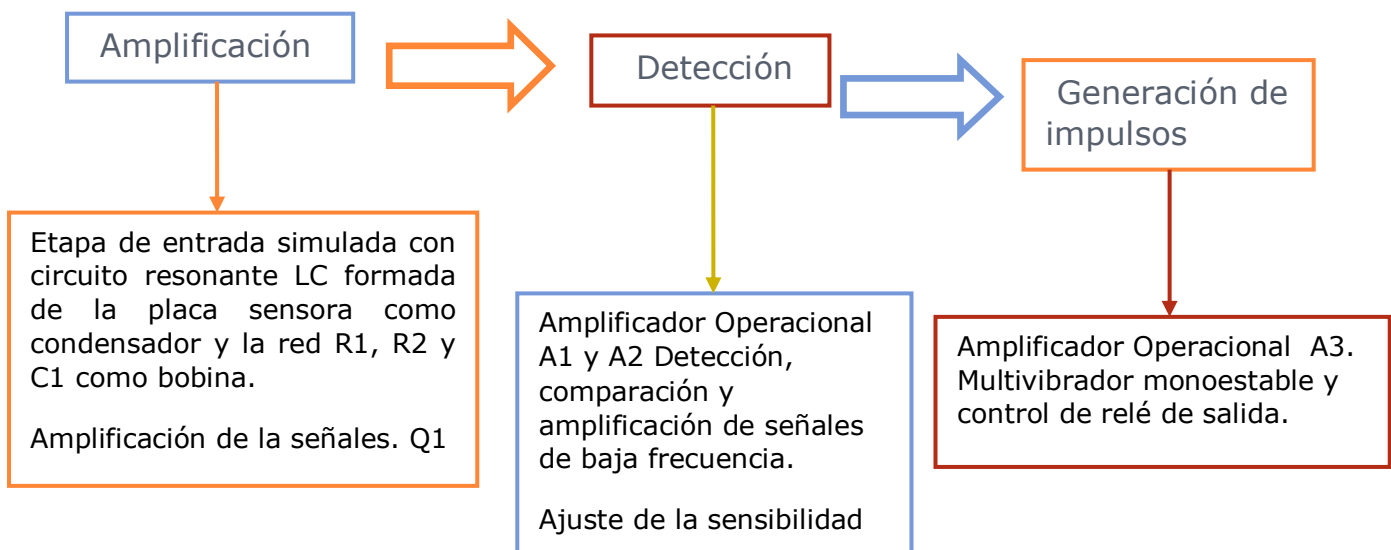 Amplificación
Detección
Generación de
impulsos
Etapa de entrada simulada con
circuito resonante LC formada
de la placa sensora como
condensador y la red R1, R2 y
C1 como bobina.
Amplificación de la señales. Q1
Amplificador Operacional
A1 y A2 Detección,
comparación y
amplificación de señales
de baja frecuencia.
Ajuste de la sensibilidad
Amplificador Operacional A3.
Multivibrador monoestable y
control de relé de salida.